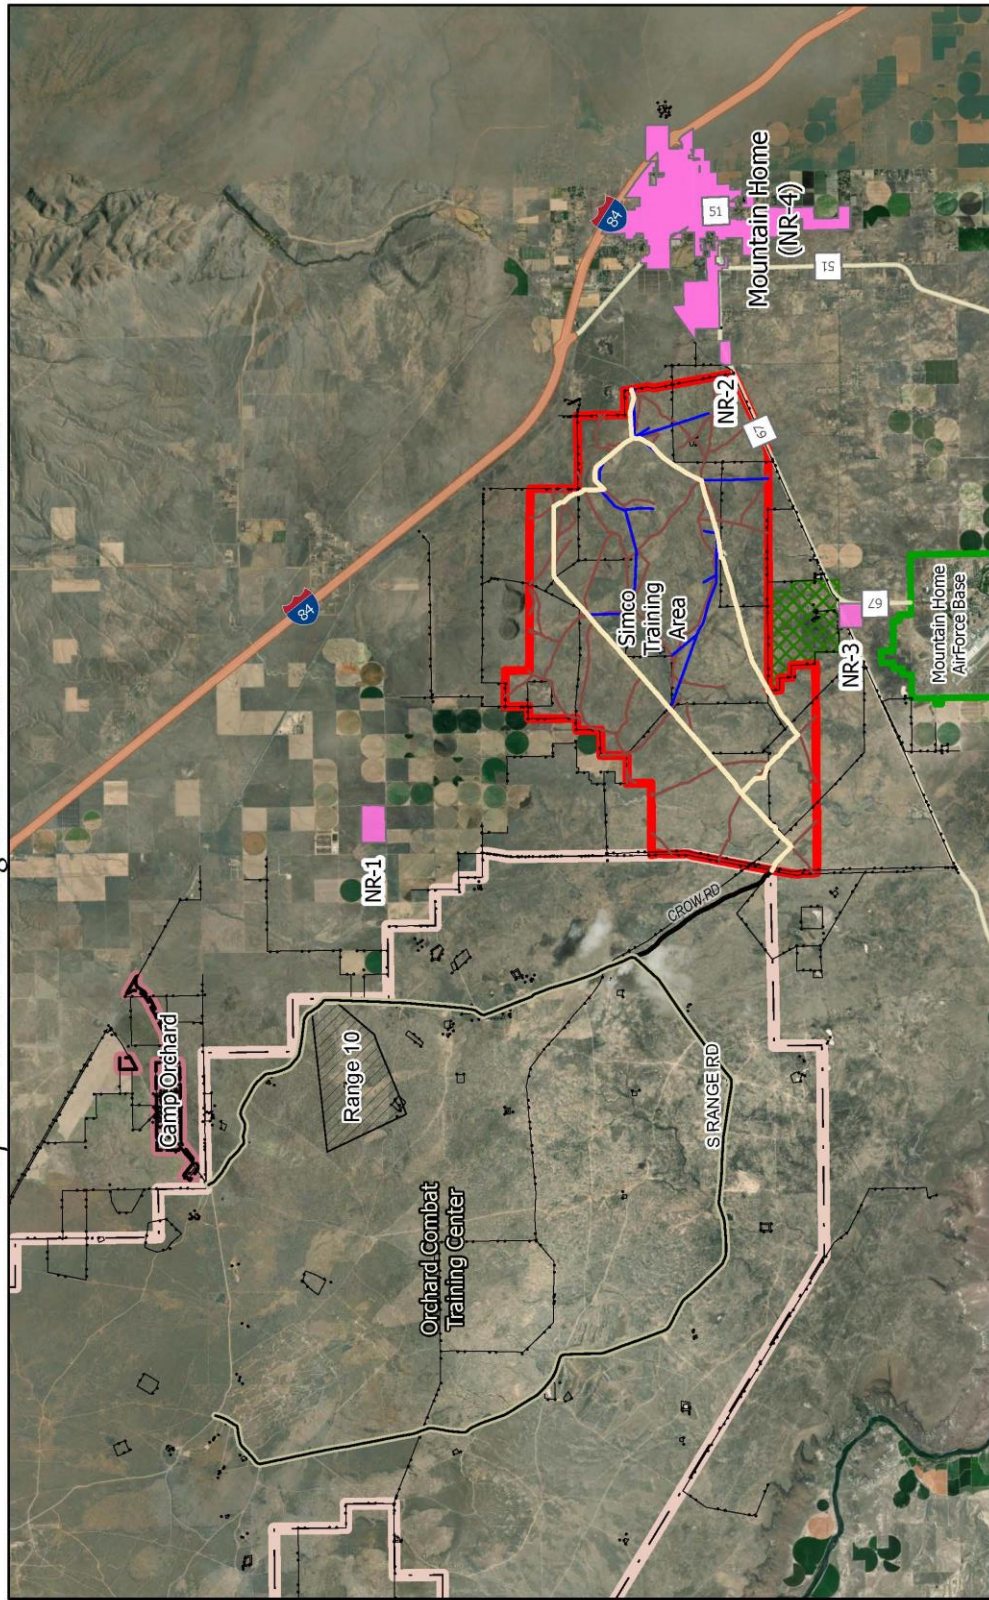 84
51
Mountain Home
(NR-4)
51
NR-2
67
84
Simco
Training
Area
NR-3
67
Mountain Home
AirForce Base
NR-1
CROW RD
Camp Orchard
Range 10
S RANGE RD
Orchard Combat
Training Center